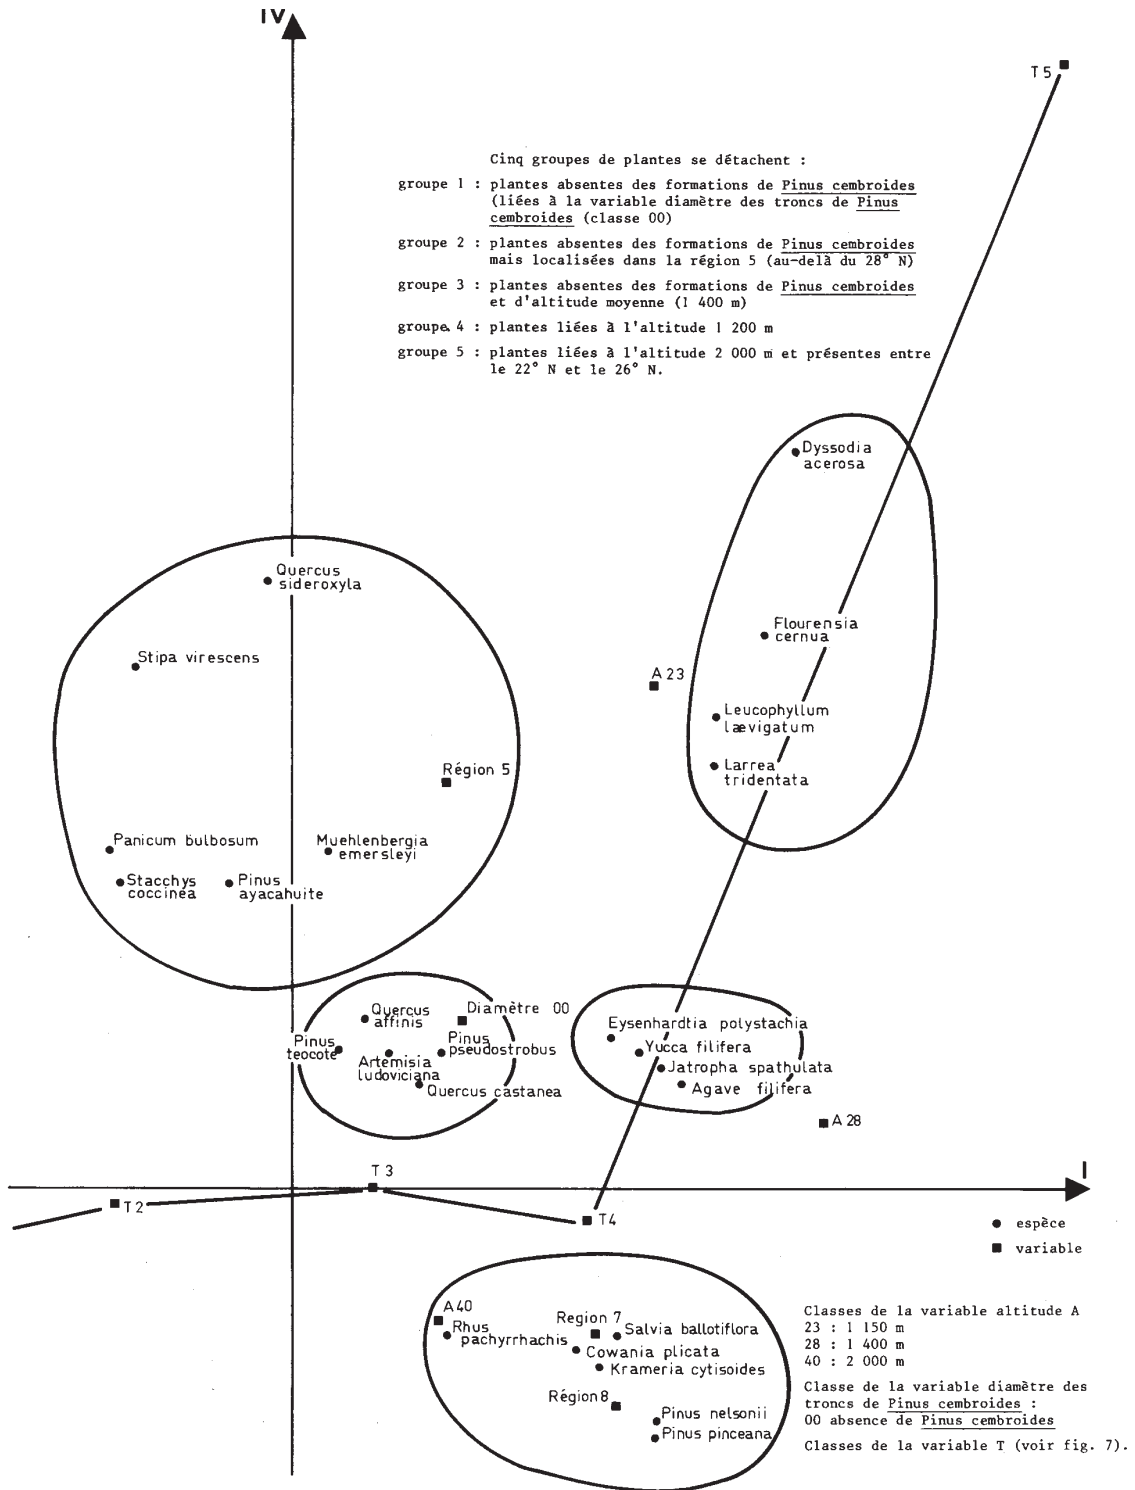 IV
T 5
Cinq groupes de plantes se détachent :
groupe 1 : plantes absentes des formations de Pinus cembroides
(liées à la variable diamètre des troncs de Pinus
cembroides (classe 00)
groupe 2 : plantes absentes des formations de Pinus cembroides
mais localisées dans la région 5 (au-delà du 28° N)
groupe 3 : plantes absentes des formations de Pinus cembroides
et d'altitude moyenne (1 400 m)
groupe 4 : plantes liées à l'altitude 1 200 m
groupe 5 : plantes liées à l'altitude 2 000 m et présentes entre
le 22° N et le 26° N.
Dyssodia
acerosa
Quercus
sideroxyla
Flourensia
cernua
Stipa virescens
A 23
Leucophyllum
lævigatum
Région 5
Larrea
tridentata
Panicum bulbosum
Muehlenbergia
emersleyi
Stacchys
coccinea
Pinus
ayacahuite
Quercus
affinis
Diamètre 00
Eysenhardtia polystachia
Pinus
teocote
Pinus
pseudostrobus
Yucca filifera
Artemisia
ludoviciana
Jatropha spathulata
Quercus castanea
Agave filifera
A 28
T 3
I
T 2
T4
espèce
variable
A40
Rhus
pachyrrhachis
Region 7
Salvia ballotiflora
Cowania plicata
Krameria cytisoides
Région8
Pinus nelsonii
Pinus pinceana
Classes de la variable altitude A
23 : 1 150 m
28 : 1 400 m
40 : 2 000 m
Classe de la variable diamètre des
troncs de Pinus cembroides :
00 absence de Pinus cembroides
Classes de la variable T (voir fig. 7).